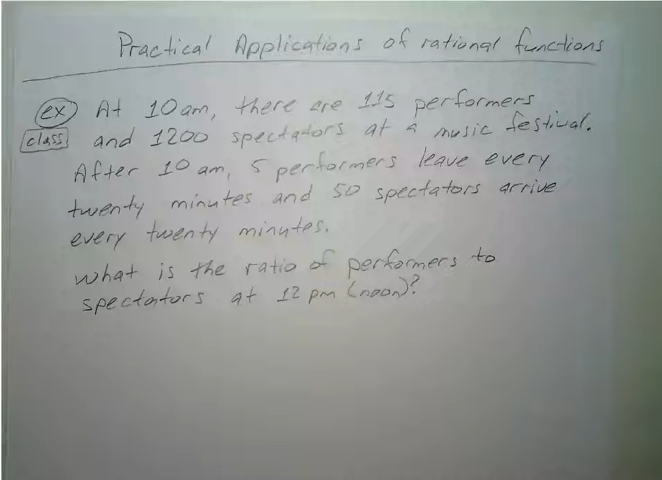 Practical Applications of rational functions
ex At 10 am, there are 115 performers
class and 1200 spectators at a music festival.
After 10 am, 5 performers leave every
twenty minutes and 50 spectators arrive
every twenty minutes.
what is the ratio of performers to
spectators at 12 pm (noon)?